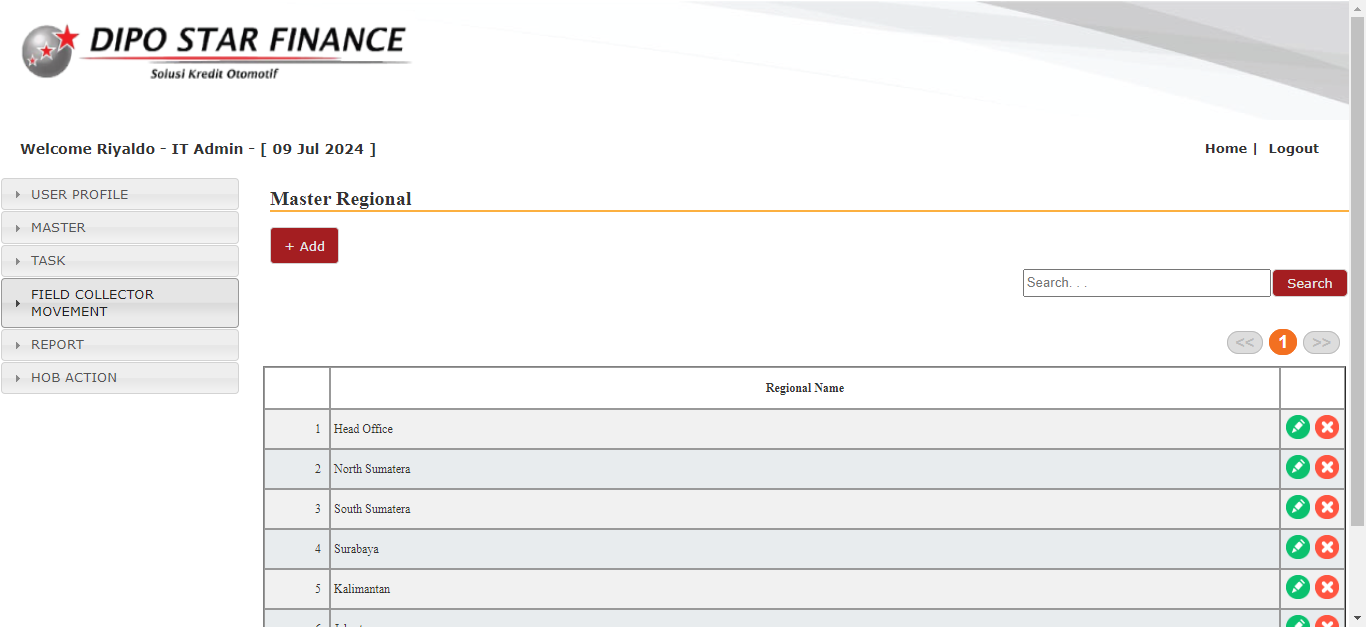 DIPO STAR FINANCE
Solusi Kredit Otomotif
Welcome Riyaldo - IT Admin - [ 09 Jul 2024 ]
Home | Logout
USER PROFILE
MASTER
TASK
FIELD COLLECTOR
MOVEMENT
REPORT
HOB ACTION
Master Regional
+ Add
Search. . .
Search
<< 1 >>
Regional Name
1 Head Office
2 North Sumatera
3 South Sumatera
4 Surabaya
5 Kalimantan